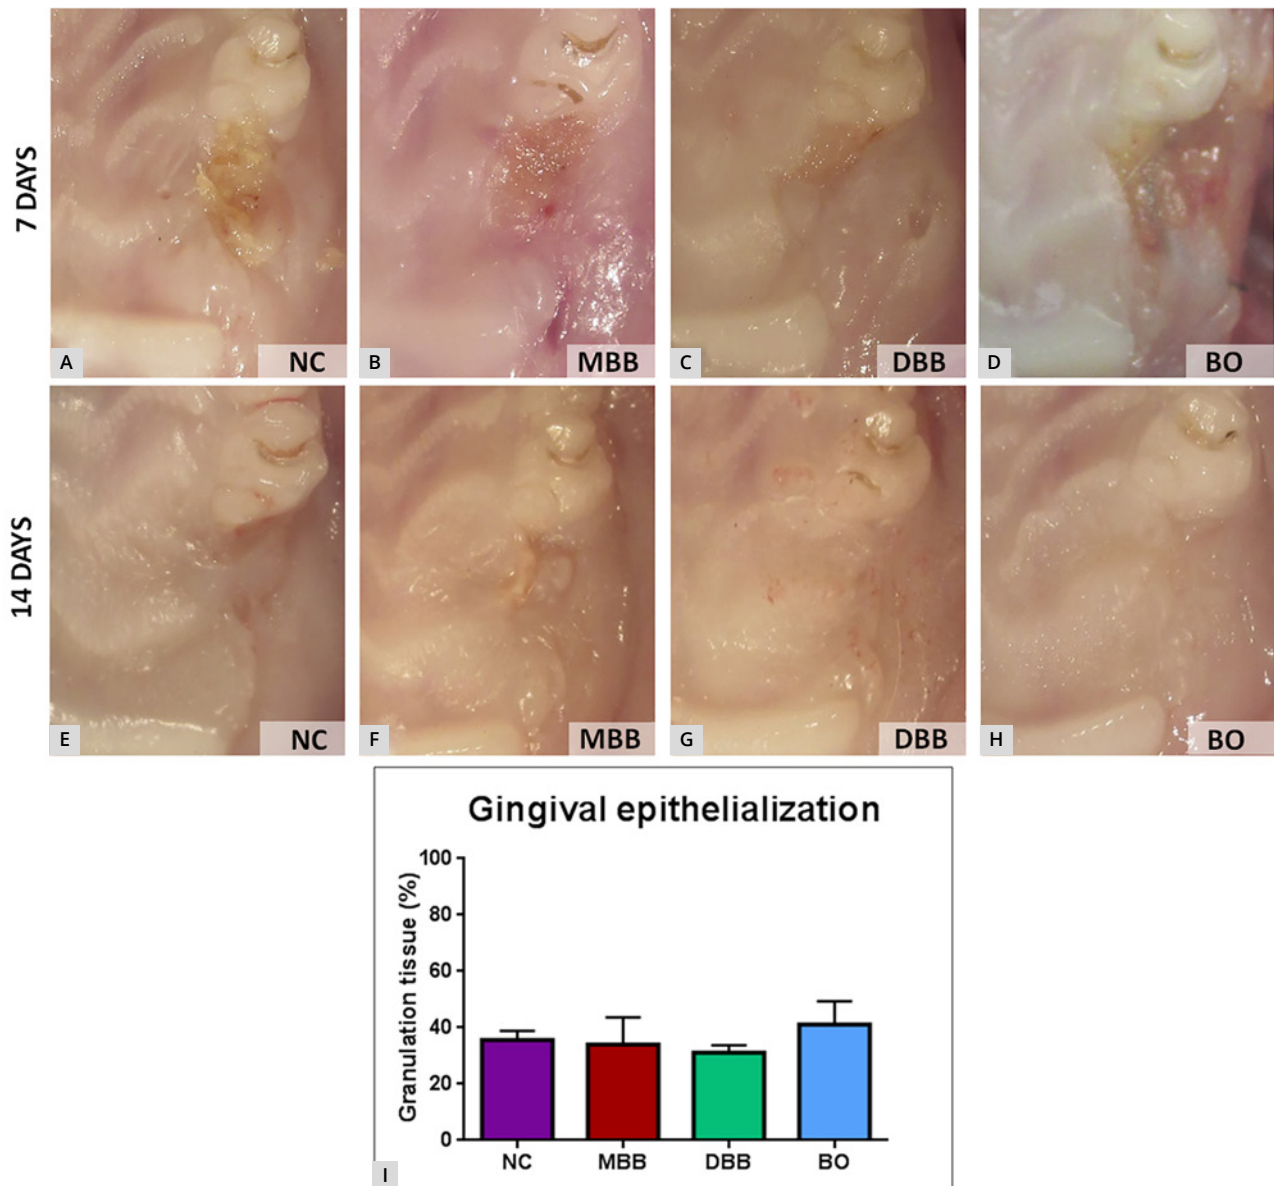 7 DAYS
A
NC
B
MBB
C
DBB
D
BO
14 DAYS
E
NC
F
MBB
G
DBB
H
BO
Gingival epithelialization
Granulation tissue (%)
100
80
60
40
20
0
NC
MBB
DBB
BO
I